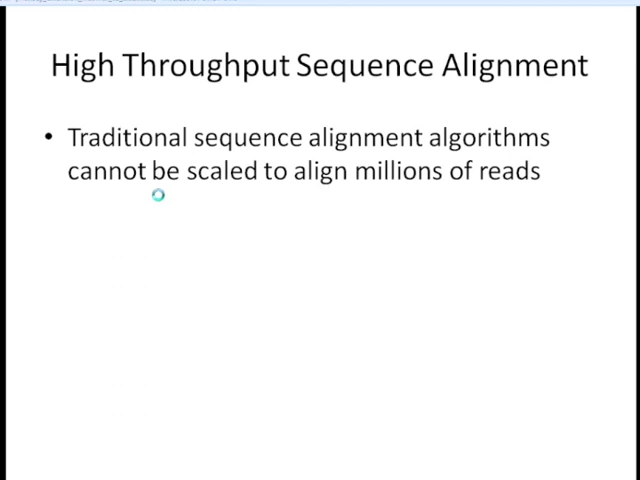 High Throughput Sequence Alignment
• Traditional sequence alignment algorithms
cannot be scaled to align millions of reads